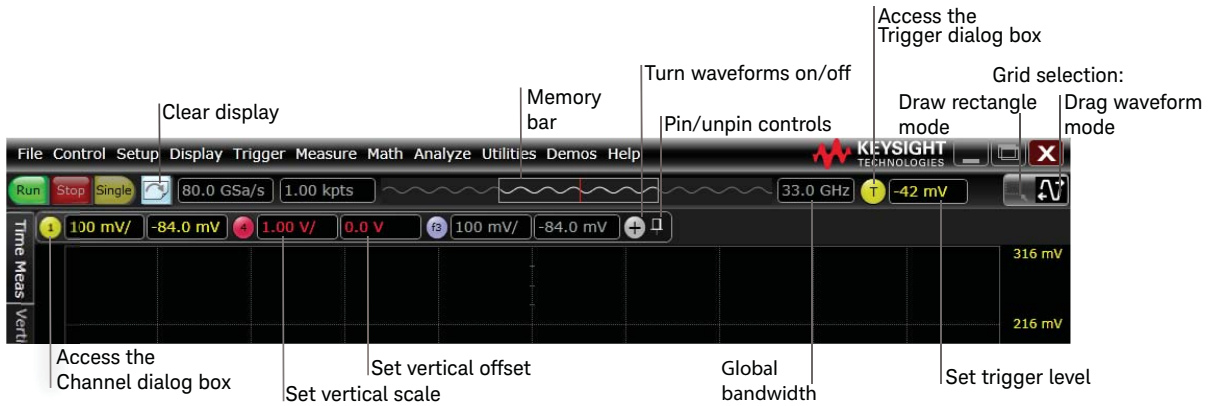 Access the
Trigger dialog box
Turn waveforms on/off
Grid selection:
Clear display
Memory
bar
Draw rectangle
mode
Drag waveform
mode
Pin/unpin controls
File Control Setup Display Trigger Measure Math Analyze Utilities Demos Help
KEYSIGHT
TECHNOLOGIES
X
Run Stop Single 80.0 GSa/s 1.00 kpts 33.0 GHz T -42 mV
1 100 mV/ -84.0 mV 4 1.00 V/ 0.0 V f3 100 mV/ -84.0 mV +
Time Meas
Verti
316 mV
216 mV
Access the
Channel dialog box
Set vertical scale
Set vertical offset
Global
bandwidth
Set trigger level